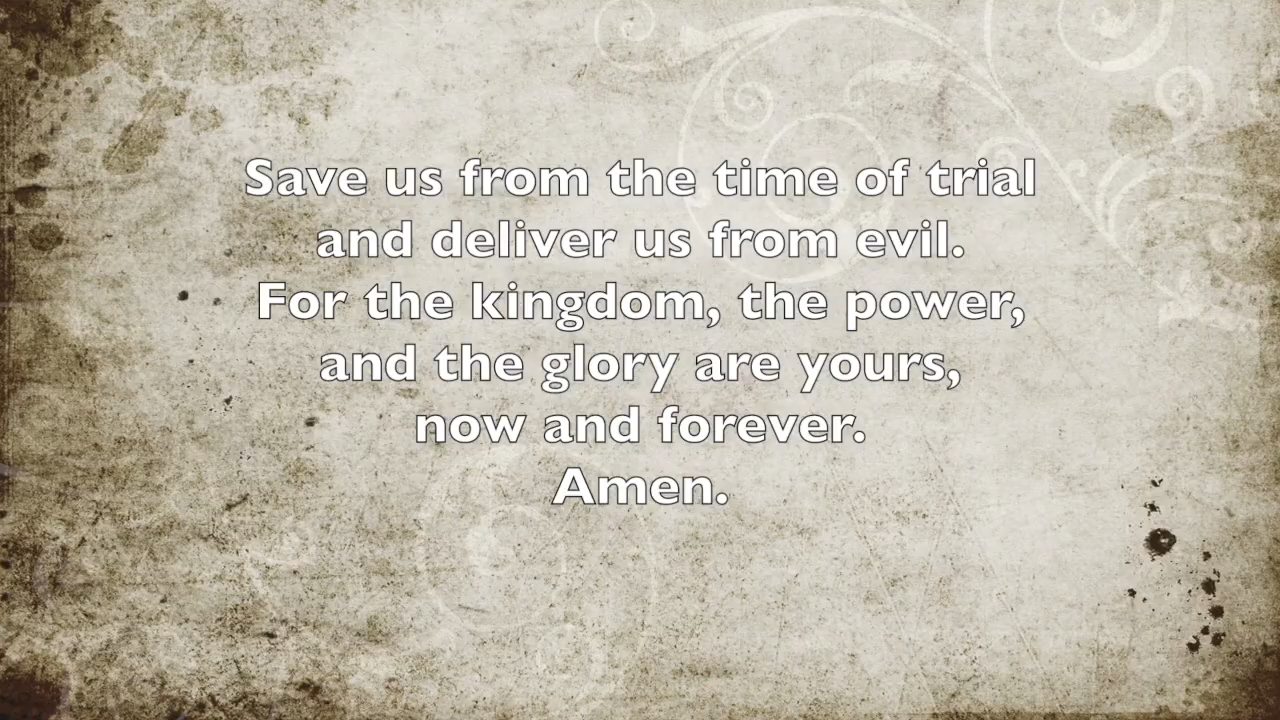 Save us from the time of trial
and deliver us from evil.
For the kingdom, the power,
and the glory are yours,
now and forever.
Amen.